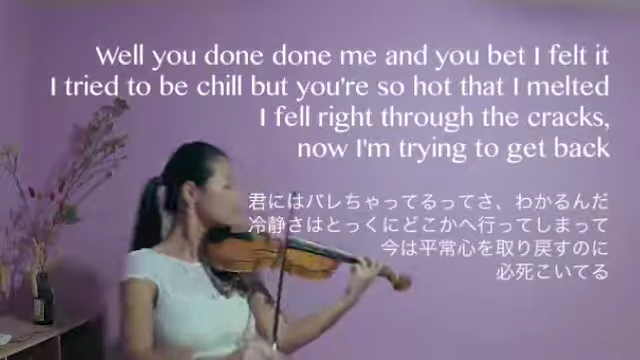 Well you done done me and you bet I felt it
I tried to be chill but you're so hot that I melted
I fell right through the cracks,
now I'm trying to get back
君にはバレちゃってるってさ、わかるんだ
冷静さはとっくにどこかへ行ってしまって
今は平常心を取り戻すのに
必死こいてる